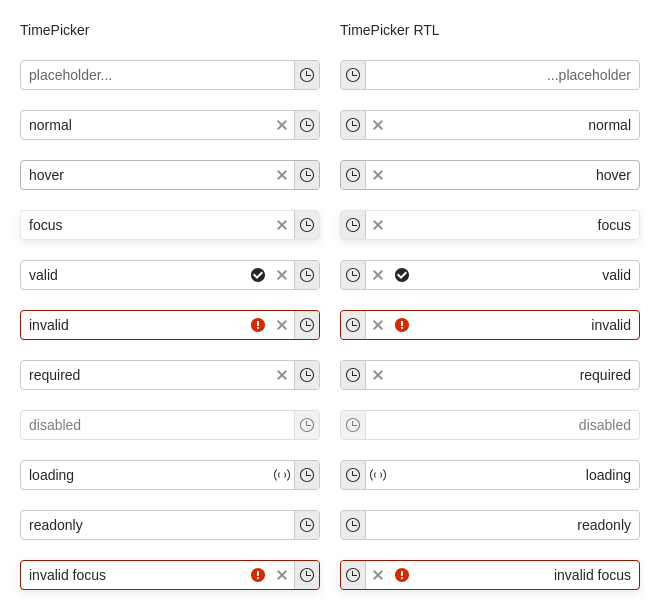 TimePicker
TimePicker RTL
placeholder...
...placeholder
normal
normal
hover
hover
focus
focus
valid
valid
invalid
invalid
required
required
disabled
disabled
loading
loading
readonly
readonly
invalid focus
invalid focus